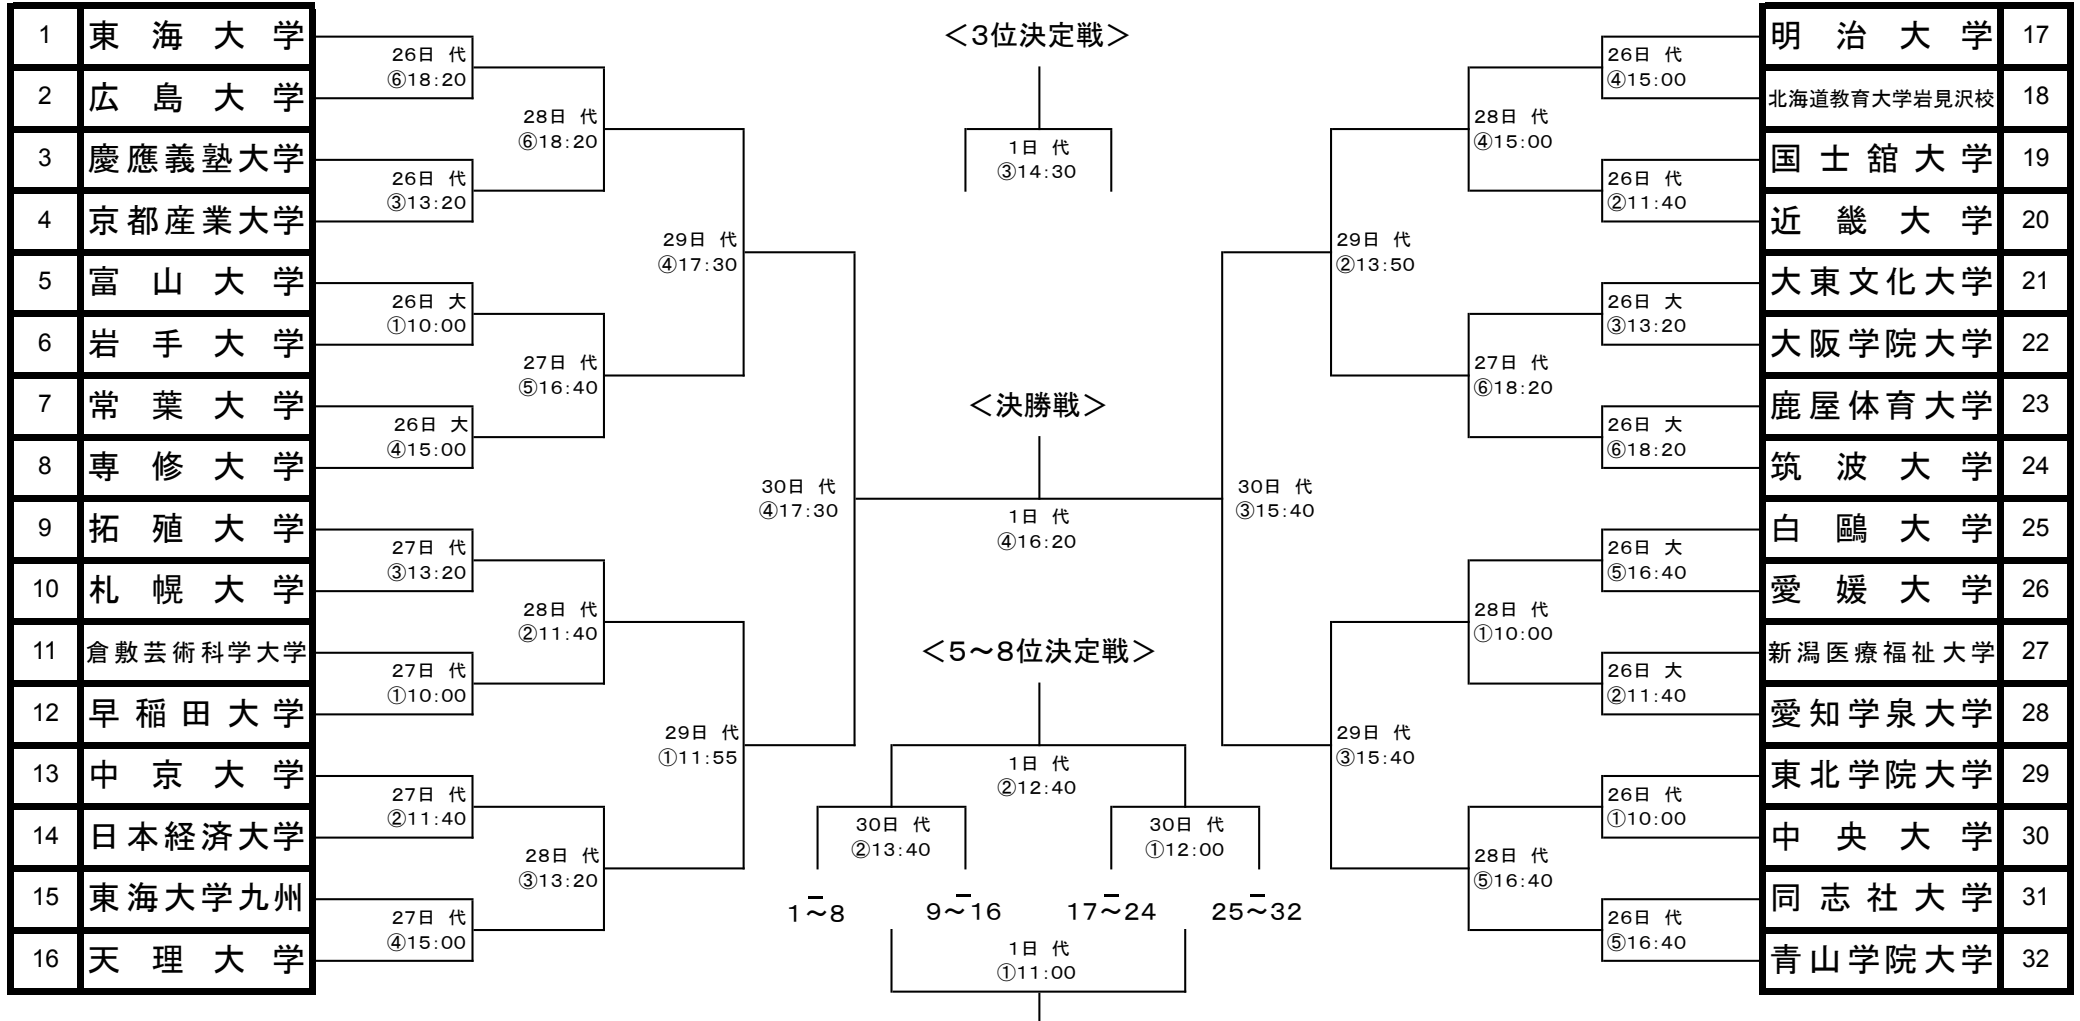 1 東海大学
2 広島大学
3 慶應義塾大学
4 京都産業大学
5 富山大学
6 岩手大学
7 常葉大学
8 専修大学
9 拓殖大学
10 札幌大学
11 倉敷芸術科学大学
12 早稲田大学
13 中京大学
14 日本経済大学
15 東海大学九州
16 天理大学
26日 代
⑥18:20
26日 代
③13:20
26日 大
①10:00
26日 大
④15:00
27日 代
③13:20
27日 代
①10:00
27日 代
②11:40
27日 代
④15:00
28日 代
⑥18:20
27日 代
⑤16:40
28日 代
②11:40
28日 代
③13:20
29日 代
④17:30
29日 代
①11:55
30日 代
④17:30
＜3位決定戦＞
1日 代
③14:30
＜決勝戦＞
1日 代
④16:20
＜5～8位決定戦＞
1日 代
②12:40
30日 代
②13:40
30日 代
①12:00
1～8
9～16
17～24
25～32
1日 代
①11:00
30日 代
③15:40
29日 代
②13:50
29日 代
③15:40
28日 代
④15:00
27日 代
⑥18:20
28日 代
①10:00
28日 代
⑤16:40
26日 代
④15:00
26日 代
②11:40
26日 大
③13:20
26日 大
⑥18:20
26日 大
⑤16:40
26日 大
②11:40
26日 代
①10:00
26日 代
⑤16:40
明治大学 17
北海道教育大学岩見沢校 18
国士舘大学 19
近畿大学 20
大東文化大学 21
大阪学院大学 22
鹿屋体育大学 23
筑波大学 24
白鷗大学 25
愛媛大学 26
新潟医療福祉大学 27
愛知学泉大学 28
東北学院大学 29
中央大学 30
同志社大学 31
青山学院大学 32